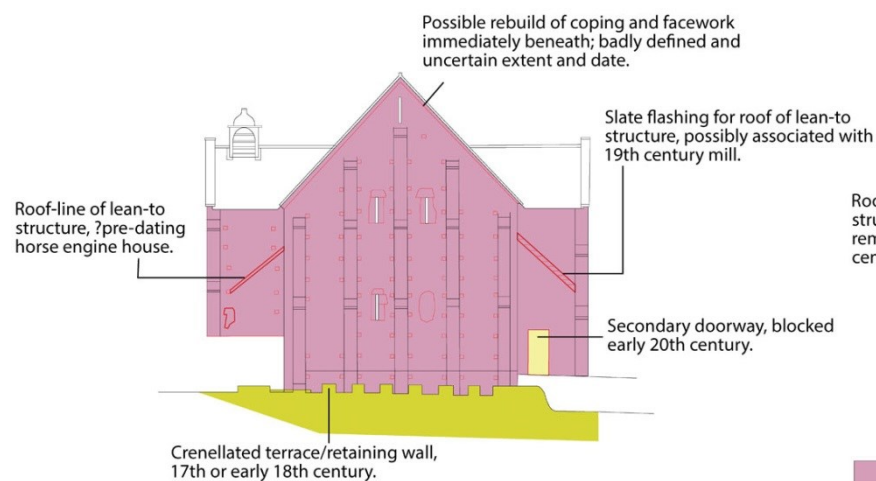 Possible rebuild of coping and facework
immediately beneath; badly defined and
uncertain extent and date.
Slate flashing for roof of lean-to
structure, possibly associated with
19th century mill.
Roof-line of lean-to
structure, ?pre-dating
horse engine house.
Secondary doorway, blocked
early 20th century.
Crenellated terrace/retaining wall,
17th or early 18th century.